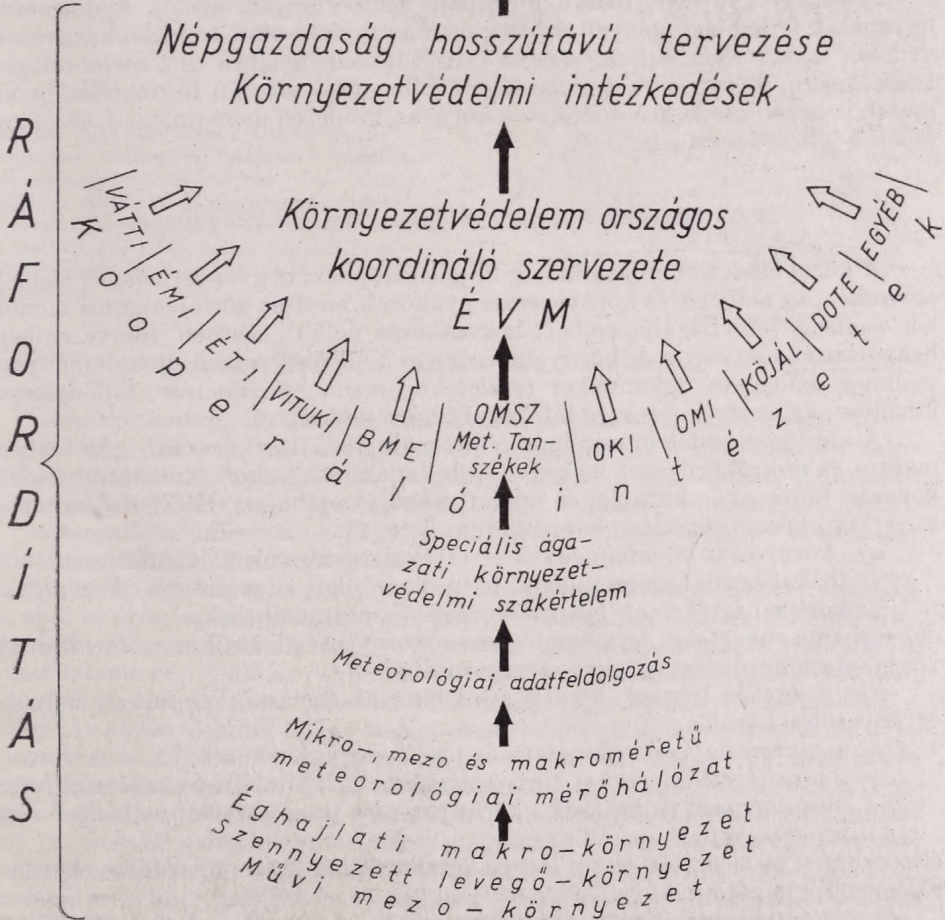 Népgazdaság hosszútávú tervezése
Környezetvédelmi intézkedések
RÁFORDÍTÁS
Környezetvédelem országos
koordináló szervezete
ÉVM
VÁTTI / ÉMI / ÉTI / VITUKI / BME / OMSZ Met. Tan-
székek
OKI / OMI / KÖJÁL / DOTE / EGYÉB
Kooperáló intézetek
Speciális ága-
zati környezet-
védelmi szakértelem
Meteorológiai adatfeldolgozás
Mikro-, mezo és makroméretű
meteorológiai mérőhálózat
Éghajlati makro-környezet
Szennyezett levegő-környezet
Művi mezo-környezet